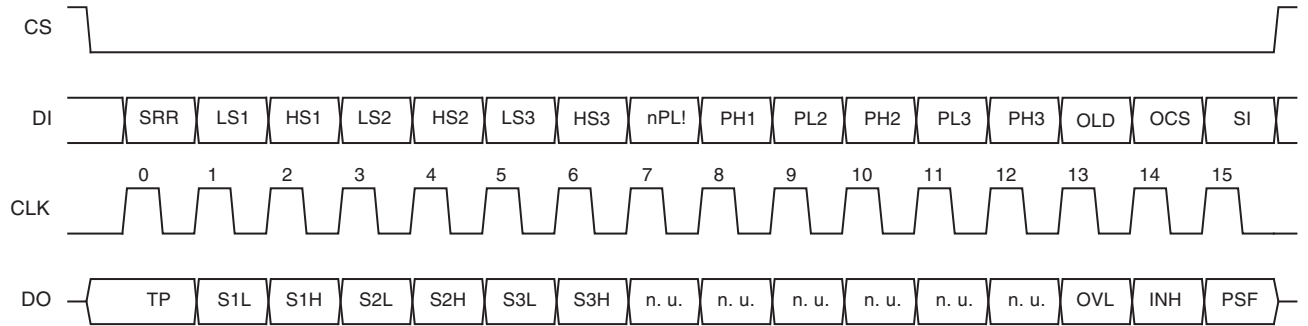 CS
DI SRR LS1 HS1 LS2 HS2 LS3 HS3 nPL! PH1 PL2 PH2 PL3 PH3 OLD OCS SI
0 1 2 3 4 5 6 7 8 9 10 11 12 13 14 15
CLK
DO TP S1L S1H S2L S2H S3L S3H n. u. n. u. n. u. n. u. n. u. n. u. OVL INH PSF